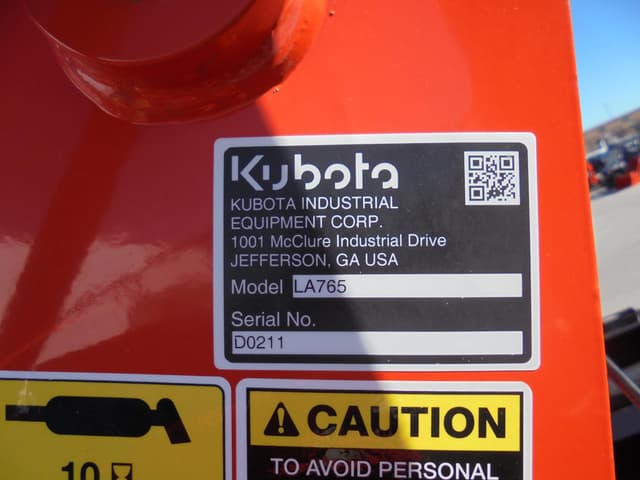 Kubota
KUBOTA INDUSTRIAL
EQUIPMENT CORP.
1001 McClure Industrial Drive
JEFFERSON, GA USA
Model LA765
Serial No.
D0211
10
CAUTION
TO AVOID PERSONAL